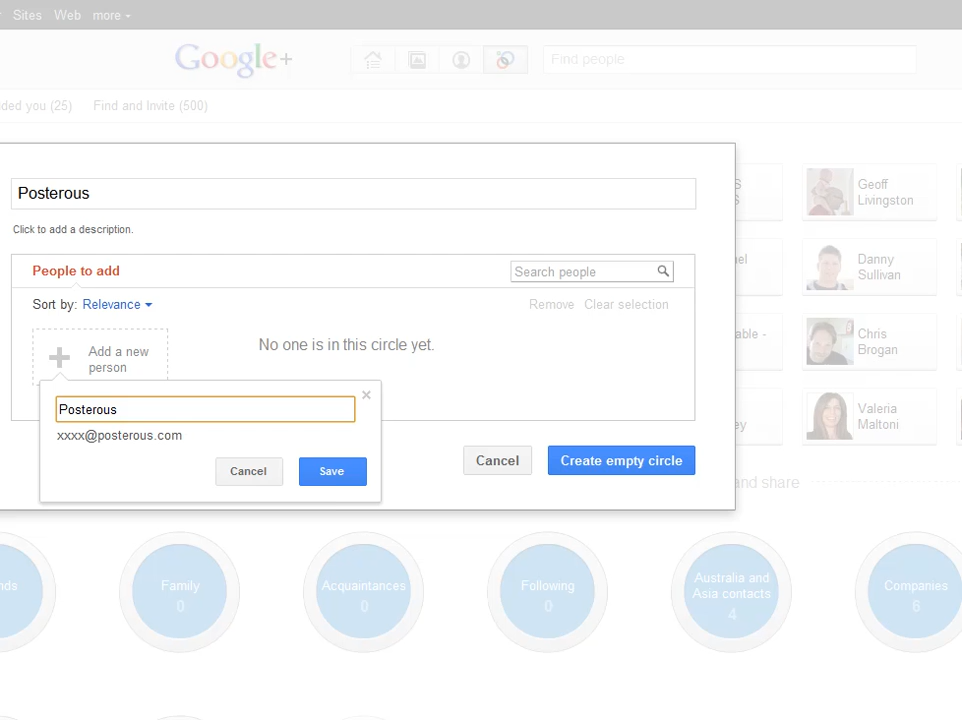 Sites Web more
Google+
Find people
ded you (25) Find and Invite (500)
Posterous
Click to add a description.
People to add
Search people
Sort by: Relevance
Remove Clear selection
Add a new
person
No one is in this circle yet.
Posterous
xxxx@posterous.com
Cancel Save
Cancel Create empty circle
S
S
Geoff
Livingston
el
Danny
Sullivan
able -
Chris
Brogan
ey
Valeria
Maltoni
and share
nds
Family
0
Acquaintances
0
Following
0
Australia and
Asia contacts
4
Companies
6